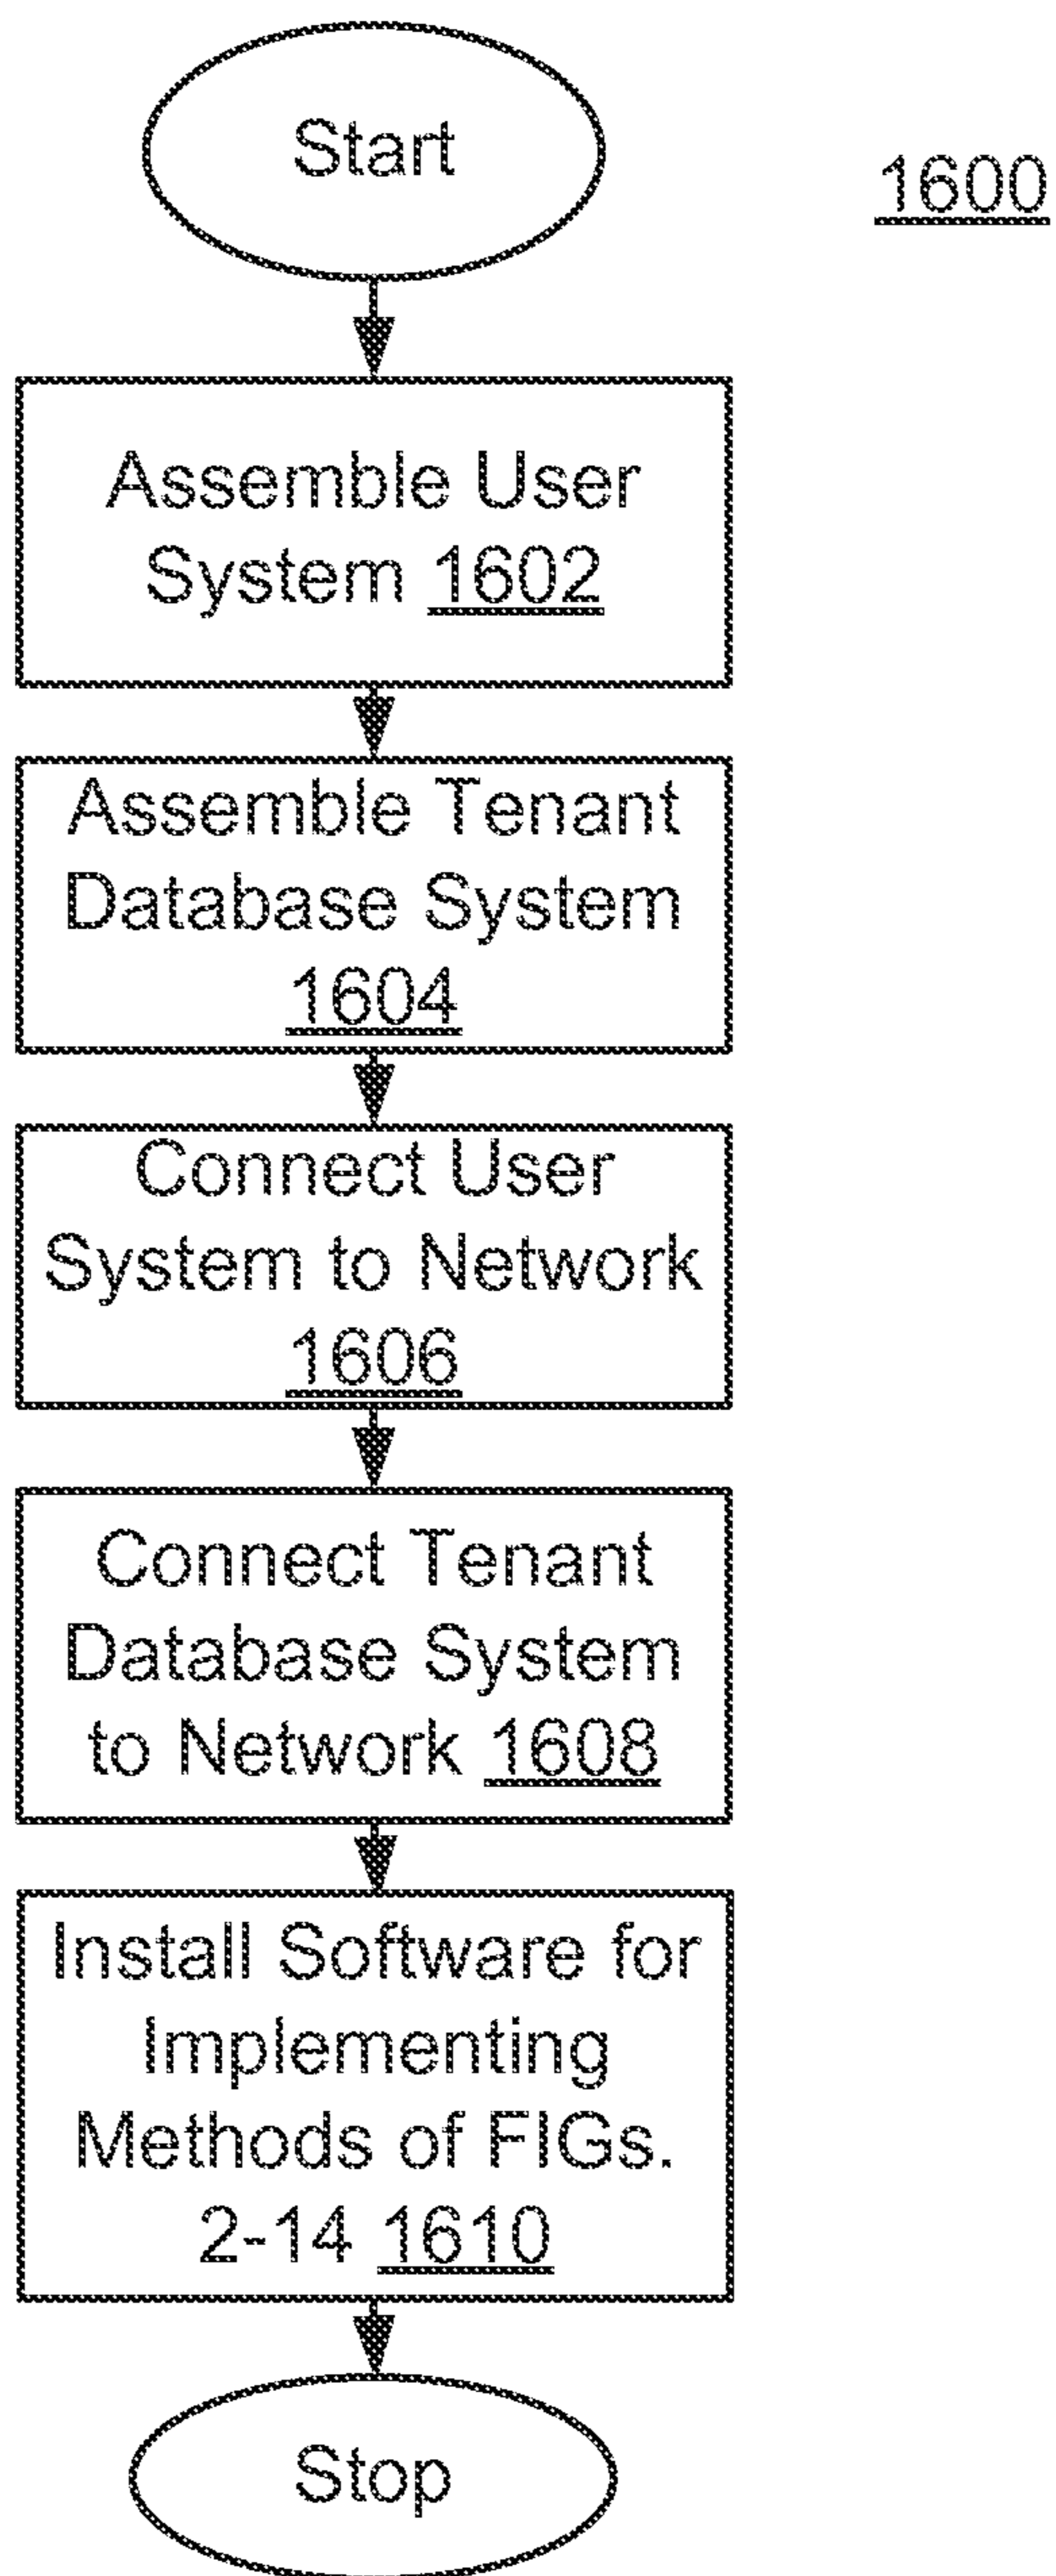 Start
1600
Assemble User
System 1602
Assemble Tenant
Database System
1604
Connect User
System to Network
1606
Connect Tenant
Database System
to Network 1608
Install Software for
Implementing
Methods of FIGs.
2-14 1610
Stop